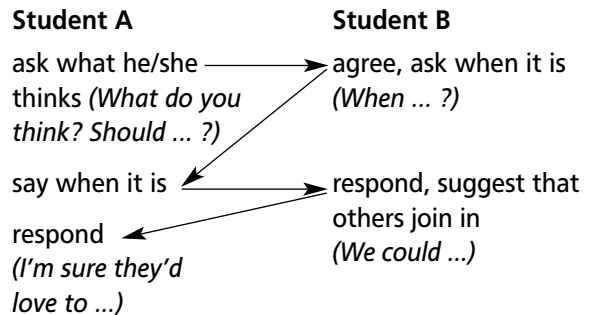 Student A
ask what he/she
thinks (What do you
think? Should ... ?)
say when it is
respond
(I'm sure they'd
love to ...)
Student B
agree, ask when it is
(When ... ?)
respond, suggest that
others join in
(We could ...)